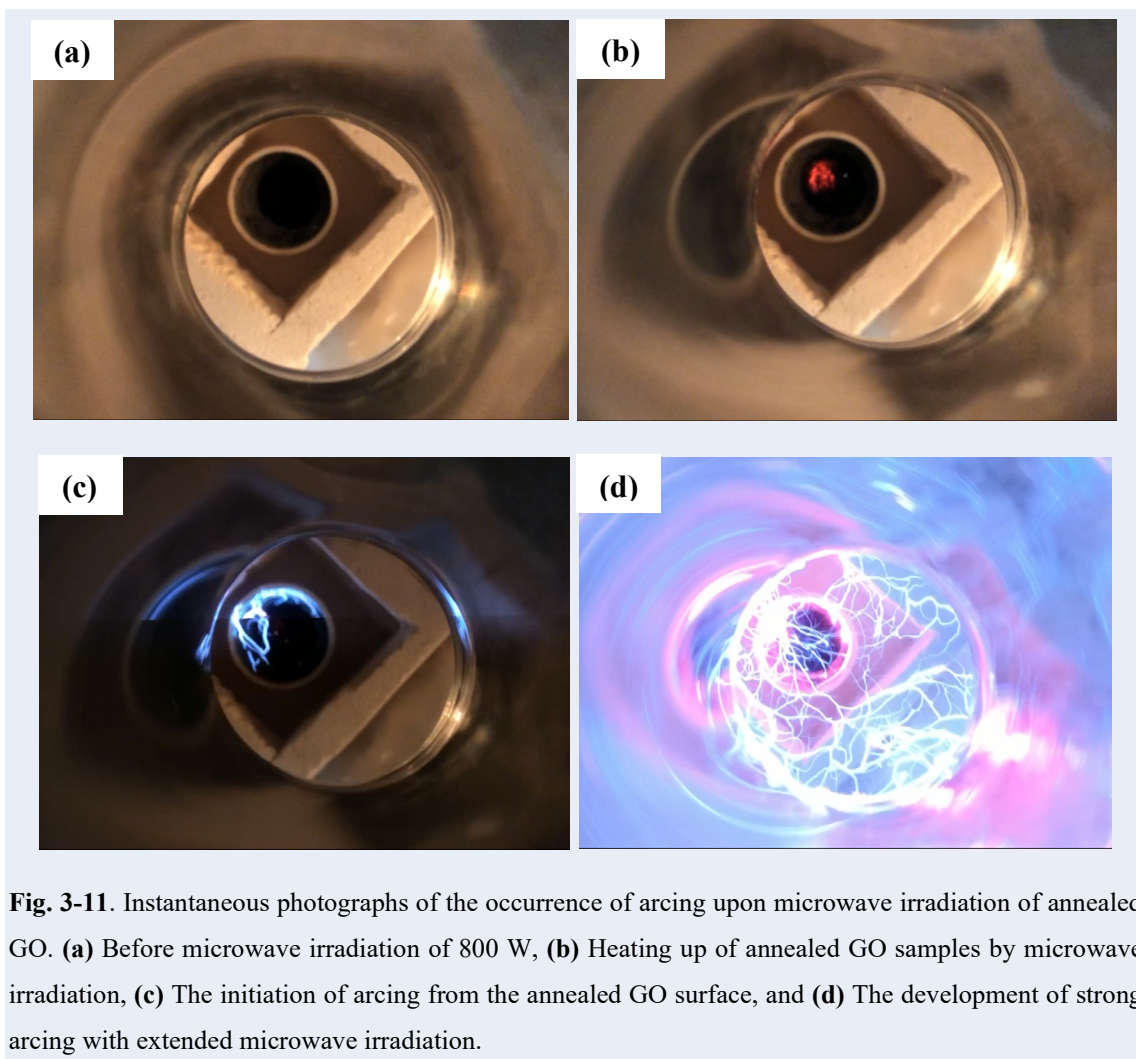 (a)
(b)
(c)
(d)
Fig. 3-11. Instantaneous photographs of the occurrence of arcing upon microwave irradiation of annealed
GO. (a) Before microwave irradiation of 800 W, (b) Heating up of annealed GO samples by microwave
irradiation, (c) The initiation of arcing from the annealed GO surface, and (d) The development of strong
arcing with extended microwave irradiation.